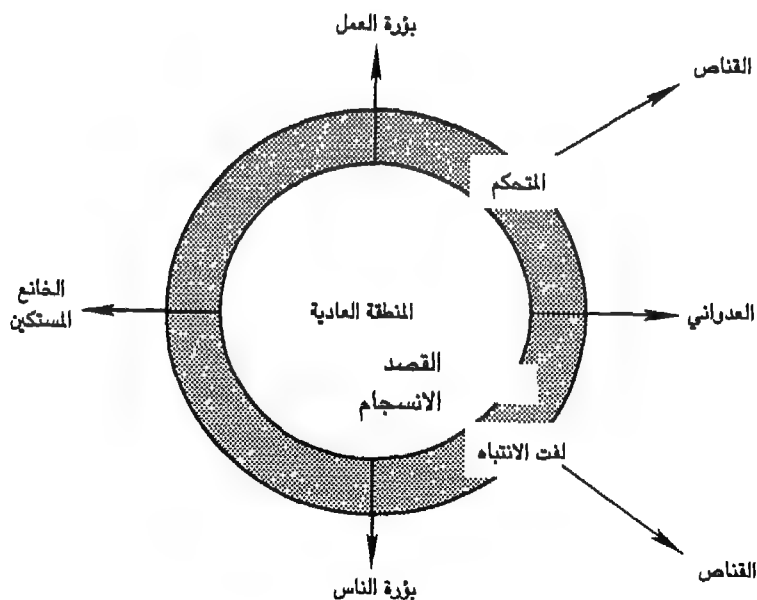 بؤرة العمل
القناص
المتحكم
الخانع
المستكين
المنطقة العادية
العدواني
القصد
الانسجام
لفت الانتباه
القناص
بؤرة الناس